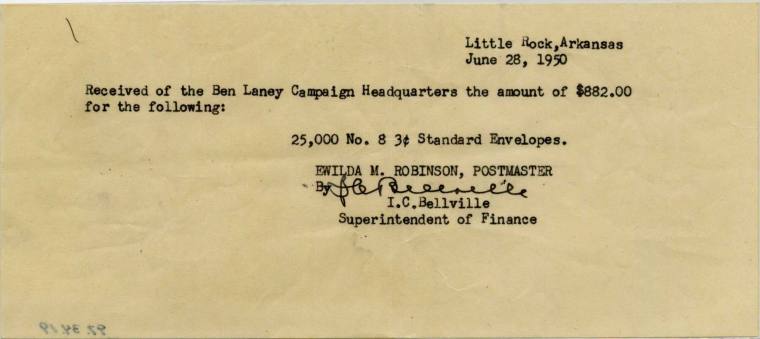 Little Rock,Arkansas
June 28, 1950
Received of the Ben Laney Campaign Headquarters the amount of $882.00
for the following:
25,000 No. 8 3¢ Standard Envelopes.
EWILDA M. ROBINSON, POSTMASTER
By I C Bellville
I.C.Bellville
Superintendent of Finance